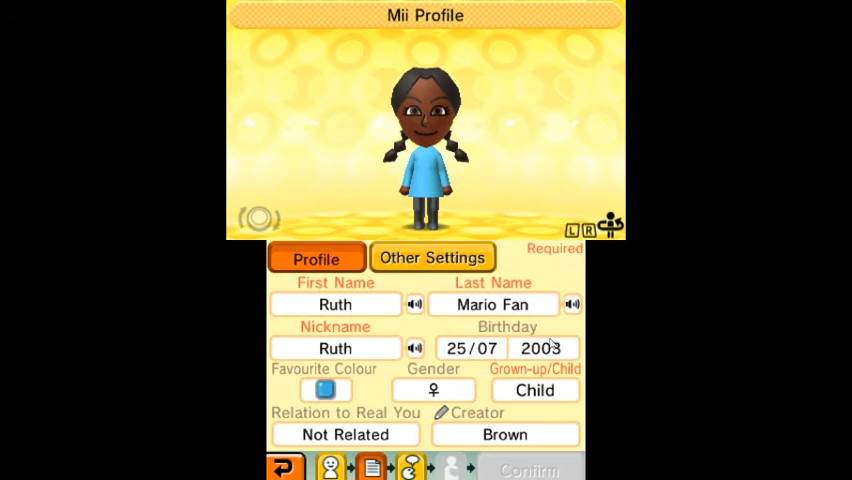 Mii Profile
L R
Profile Other Settings Required
First Name Last Name
Ruth Mario Fan
Nickname Birthday
Ruth 25/07 2003
Favourite Colour Gender Grown-up/Child
♀ Child
Relation to Real You Creator
Not Related Brown
Confirm